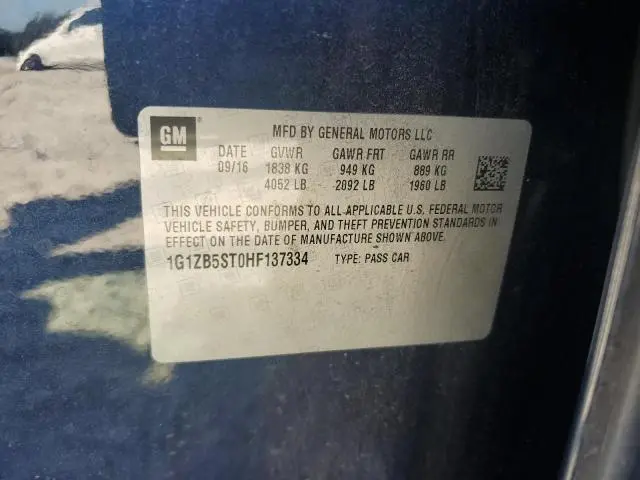 GM
MFD BY GENERAL MOTORS LLC
DATE GVWR GAWR FRT GAWR RR
09/16 1838 KG 949 KG 889 KG
4052 LB 2092 LB 1960 LB
THIS VEHICLE CONFORMS TO ALL APPLICABLE U.S. FEDERAL MOTOR
VEHICLE SAFETY, BUMPER, AND THEFT PREVENTION STANDARDS IN
EFFECT ON THE DATE OF MANUFACTURE SHOWN ABOVE.
1G1ZB5ST0HF137334 TYPE: PASS CAR